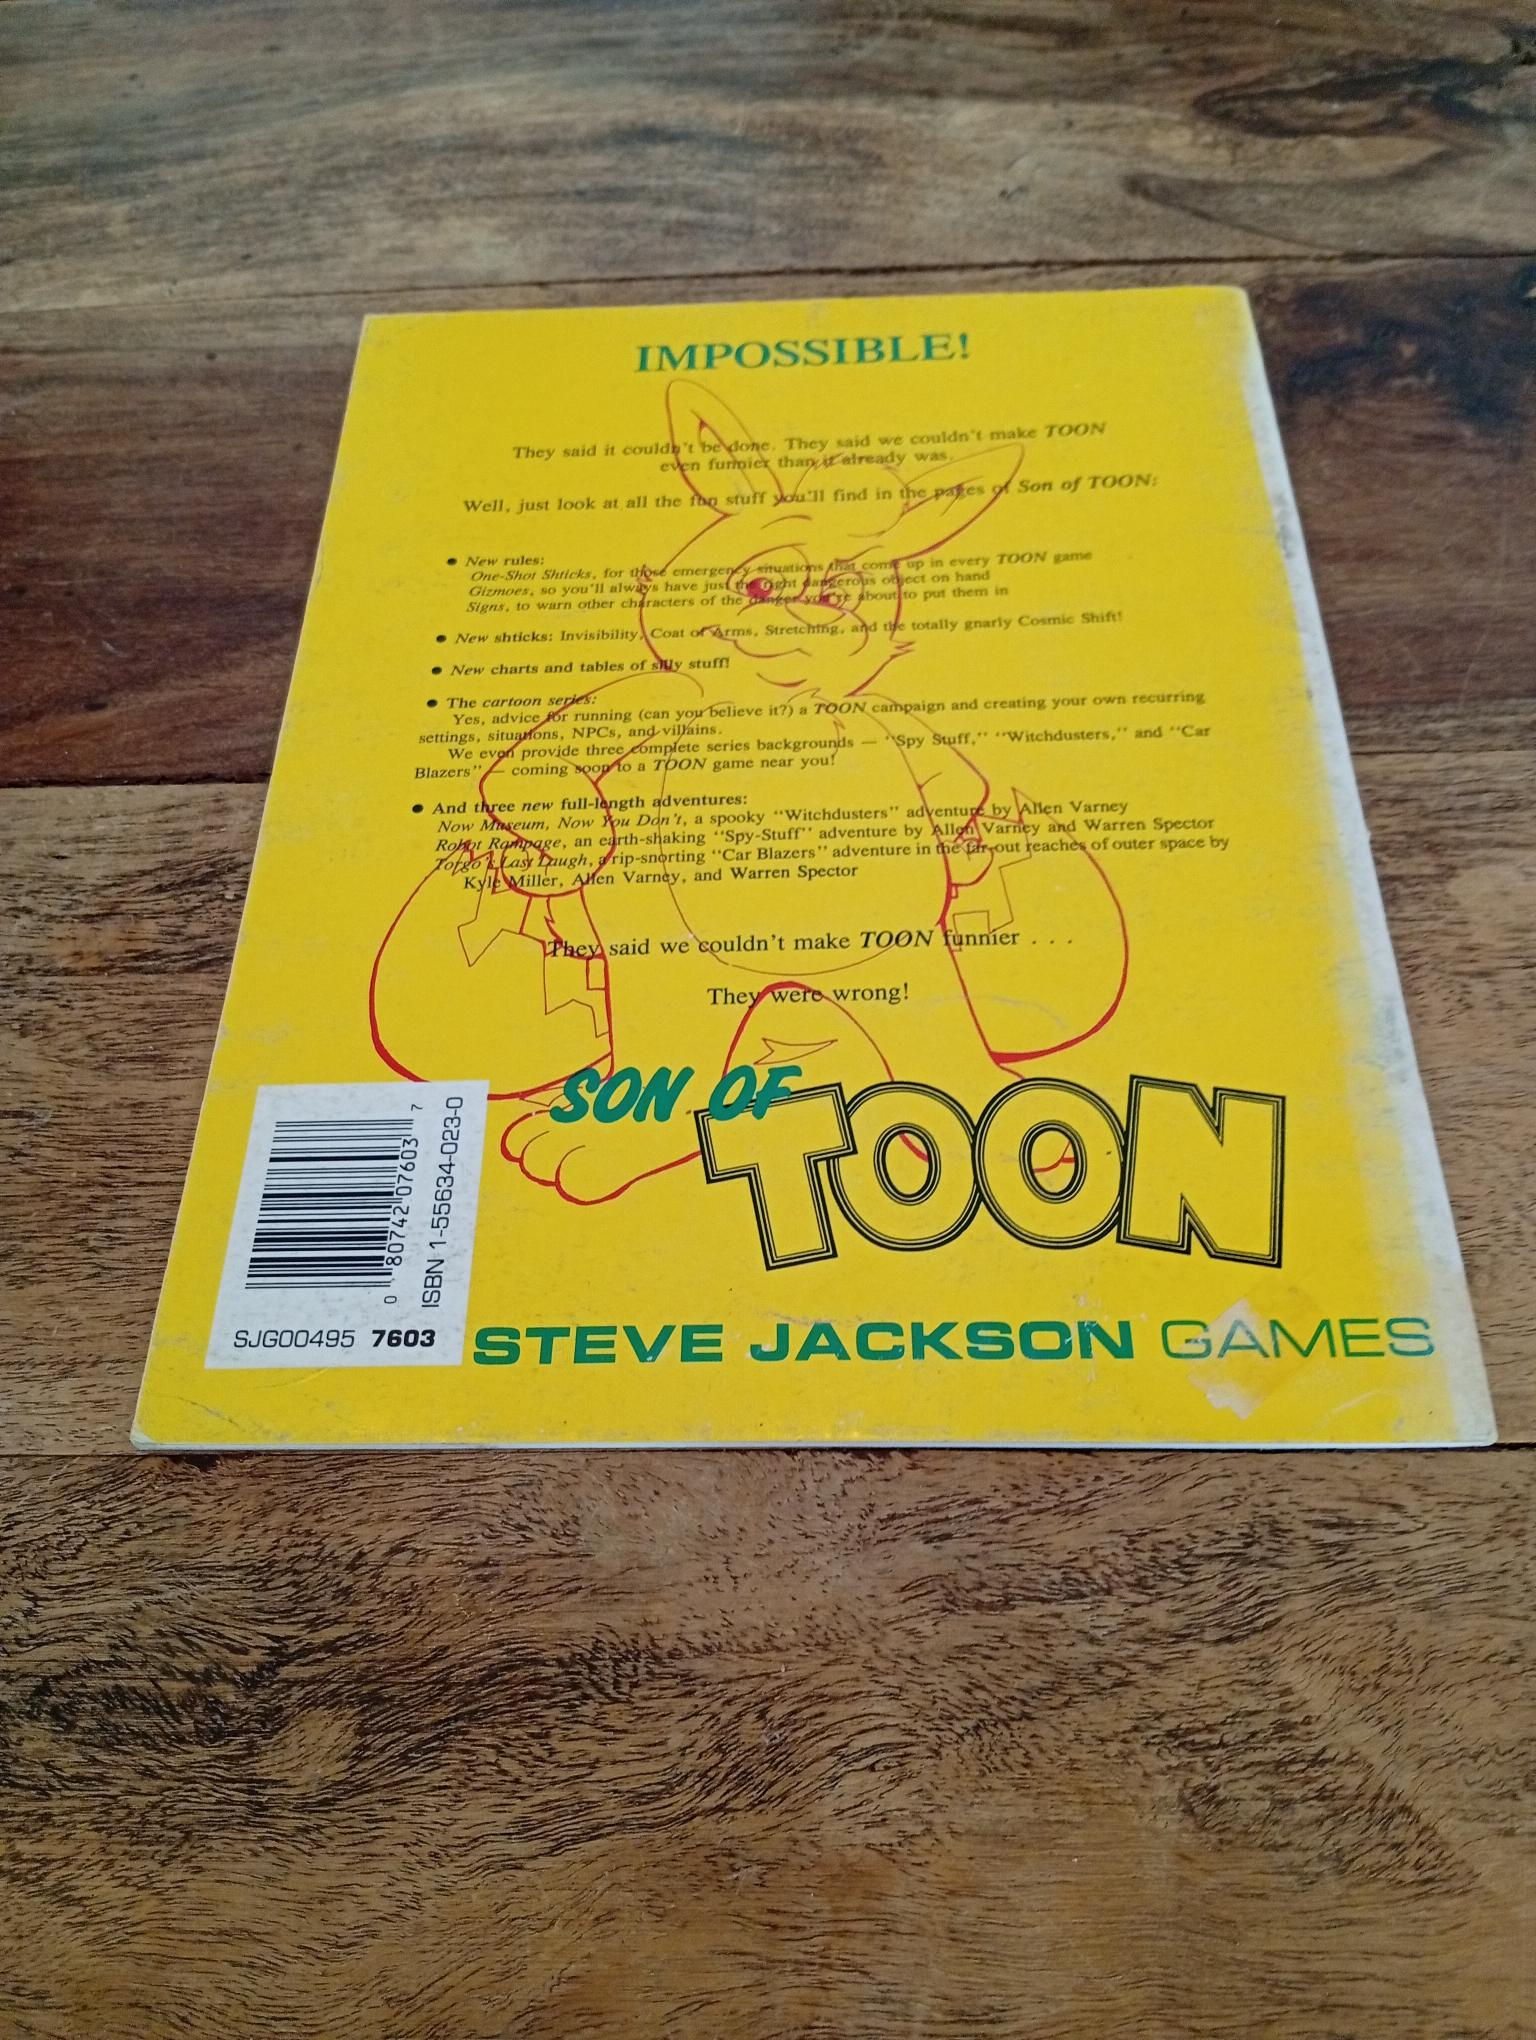 IMPOSSIBLE!
They said it couldn't be done. They said we couldn't make TOON
even funnier than it already was.
Well, just look at all the fun stuff you'll find in the pages of Son of TOON:
● New rules:
One-Shot Shticks, for those emergency situations that come up in every TOON game
Gizmoes, so you'll always have just the right dangerous object on hand
Signs, to warn other characters of the danger you're about to put them in
● New shticks: Invisibility, Coat of Arms, Stretching, and the totally gnarly Cosmic Shift!
● New charts and tables of silly stuff!
● The cartoon series:
Yes, advice for running (can you believe it?) a TOON campaign and creating your own recurring
settings, situations, NPCs, and villains.
We even provide three complete series backgrounds — "Spy Stuff," "Witchdusters," and "Car
Blazers" — coming soon to a TOON game near you!
● And three new full-length adventures:
Now Museum, Now You Don't, a spooky "Witchdusters" adventure by Allen Varney
Robot Rampage, an earth-shaking "Spy-Stuff" adventure by Allen Varney and Warren Spector
Torgo's Last Laugh, a rip-snorting "Car Blazers" adventure in the far-out reaches of outer space by
Kyle Miller, Allen Varney, and Warren Spector
They said we couldn't make TOON funnier . . .
They were wrong!
SON OF
TOON
0 80742 07603 7
ISBN 1-55634-023-0
SJG00495 7603
STEVE JACKSON GAMES